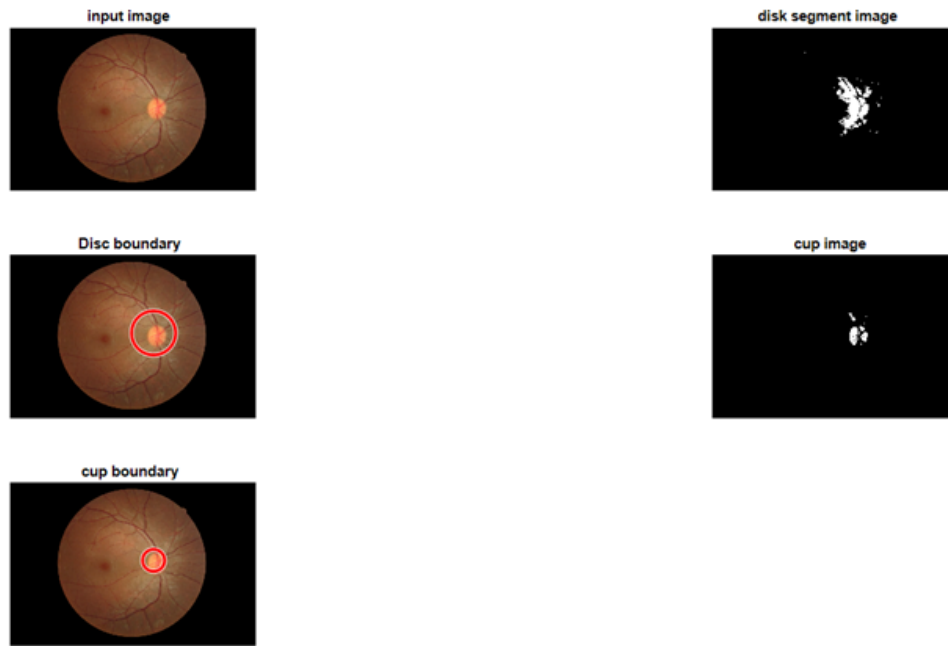 input image
disk segment image
Disc boundary
cup image
cup boundary